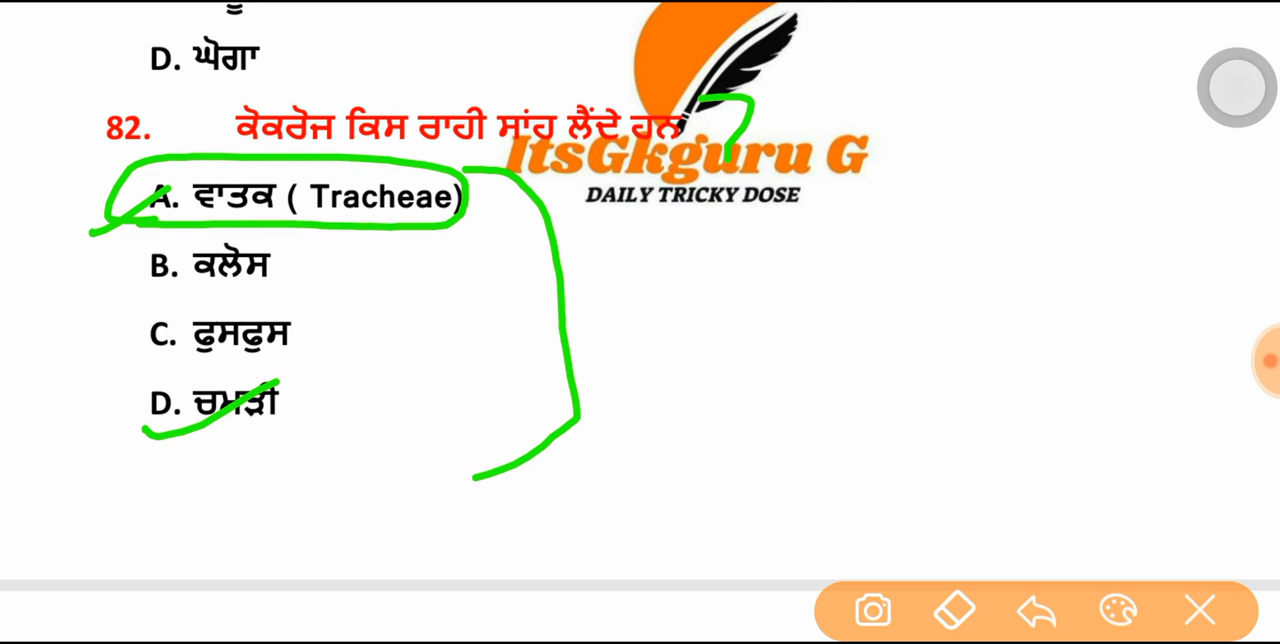 D. ਘੋਗਾ
82. ਕੋਕਰੋਜ ਕਿਸ ਰਾਹੀ ਸਾਂਹ ਲੈਂਦੇ ਹਨ
ItsGkguru G
DAILY TRICKY DOSE
A. ਵਾਤਕ ( Tracheae)
B. ਕਲੋਸ
C. ਫੁਸਫੁਸ
D. ਚਮੜੀ